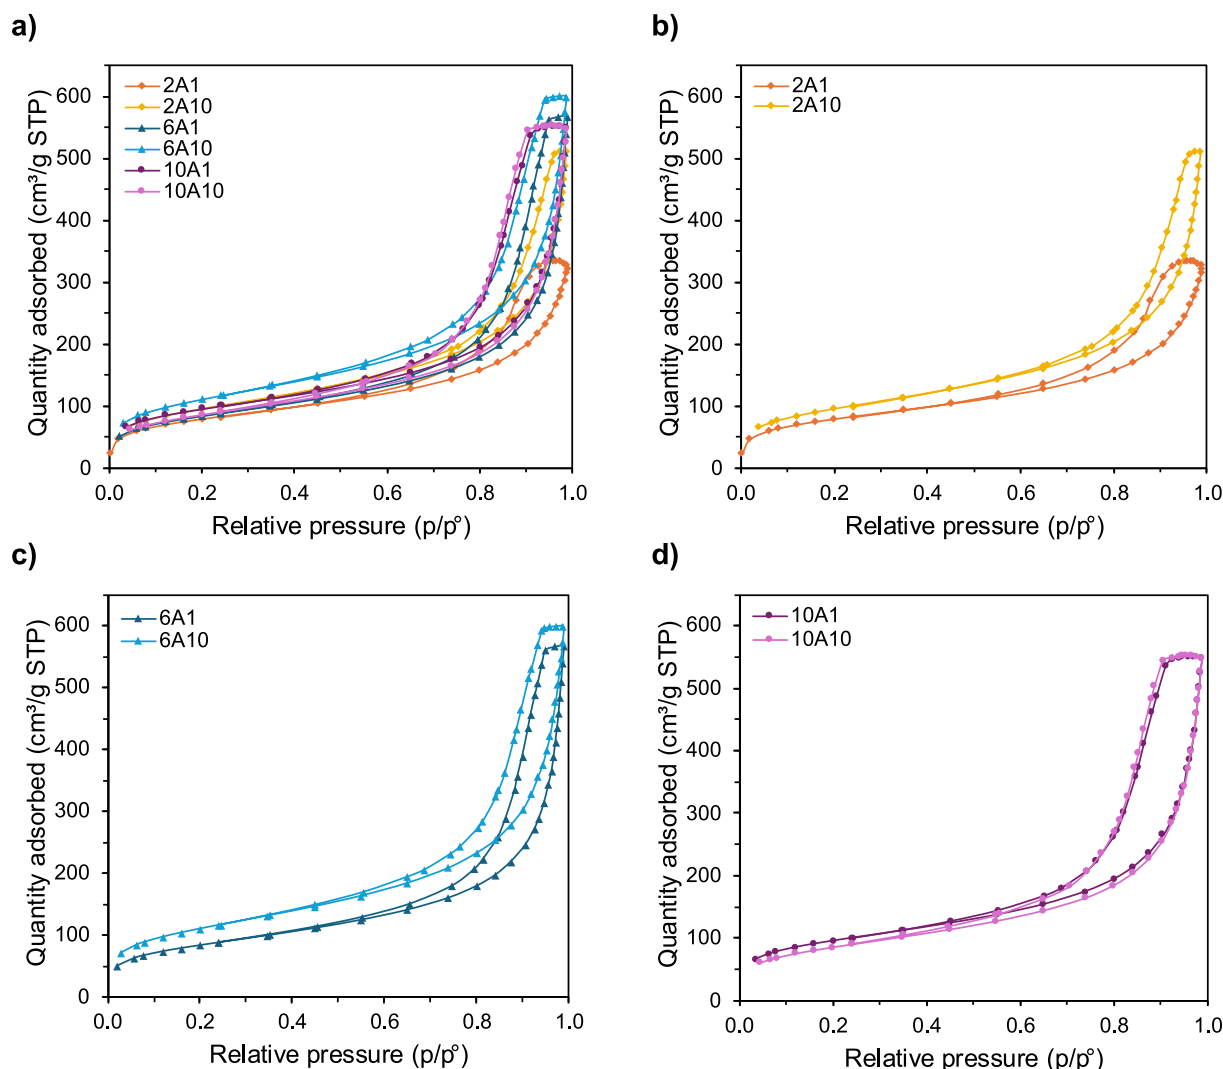 a)
Quantity adsorbed (cm³/g STP)
600
500
400
300
200
100
0
2A1
2A10
6A1
6A10
10A1
10A10
0.0 0.2 0.4 0.6 0.8 1.0
Relative pressure (p/p°)
b)
Quantity adsorbed (cm³/g STP)
600
500
400
300
200
100
0
2A1
2A10
0.0 0.2 0.4 0.6 0.8 1.0
Relative pressure (p/p°)
c)
Quantity adsorbed (cm³/g STP)
600
500
400
300
200
100
0
6A1
6A10
0.0 0.2 0.4 0.6 0.8 1.0
Relative pressure (p/p°)
d)
Quantity adsorbed (cm³/g STP)
600
500
400
300
200
100
0
10A1
10A10
0.0 0.2 0.4 0.6 0.8 1.0
Relative pressure (p/p°)